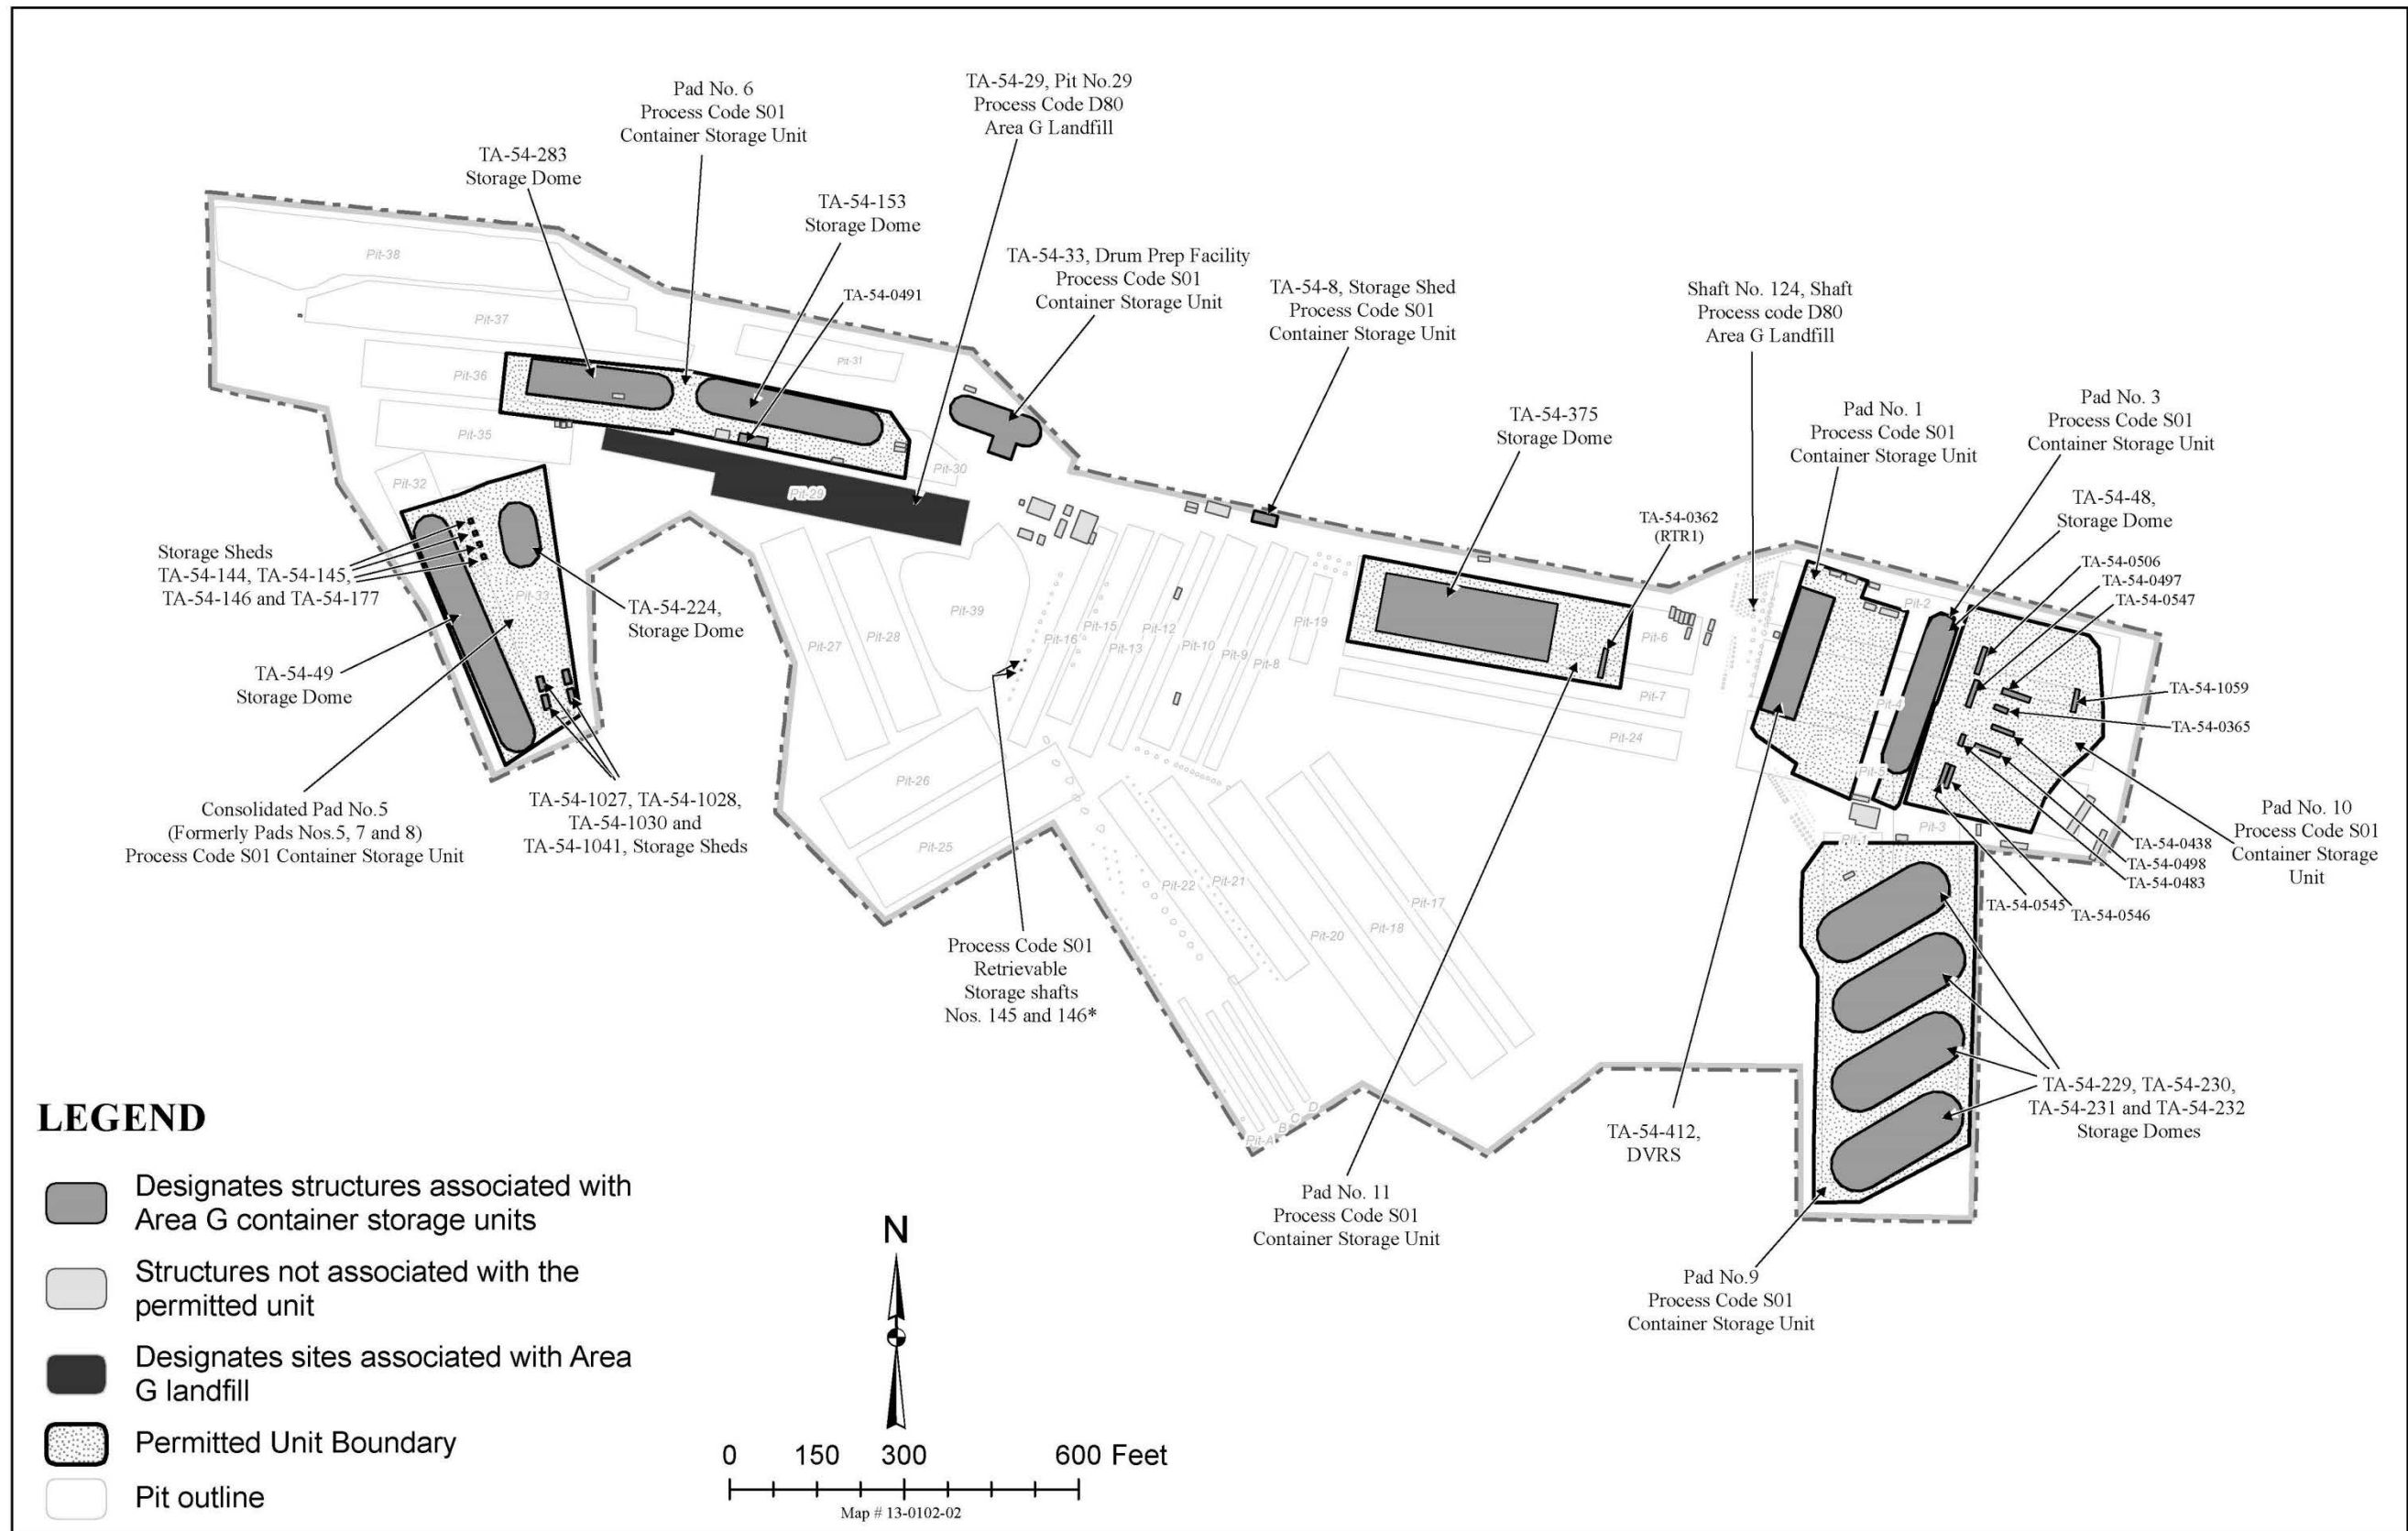 Pad No. 6
Process Code S01
Container Storage Unit
TA-54-29, Pit No.29
Process Code D80
Area G Landfill
TA-54-283
Storage Dome
TA-54-153
Storage Dome
TA-54-0491
TA-54-33, Drum Prep Facility
Process Code S01
Container Storage Unit
TA-54-8, Storage Shed
Process Code S01
Container Storage Unit
Shaft No. 124, Shaft
Process code D80
Area G Landfill
TA-54-375
Storage Dome
Pad No. 1
Process Code S01
Container Storage Unit
Pad No. 3
Process Code S01
Container Storage Unit
TA-54-48,
Storage Dome
TA-54-0362
(RTR1)
TA-54-0506
TA-54-0497
TA-54-0547
TA-54-1059
TA-54-0365
Pit-38
Pit-37
Pit-36
Pit-35
Pit-31
Pit-30
Pit-32
Pit-29
Pit-33
Storage Sheds
TA-54-144, TA-54-145,
TA-54-146 and TA-54-177
TA-54-224,
Storage Dome
TA-54-49
Storage Dome
Consolidated Pad No.5
(Formerly Pads Nos.5, 7 and 8)
Process Code S01 Container Storage Unit
TA-54-1027, TA-54-1028,
TA-54-1030 and
TA-54-1041, Storage Sheds
Pit-27
Pit-28
Pit-39
Pit-16
Pit-15
Pit-13
Pit-12
Pit-10
Pit-9
Pit-8
Pit-19
Pit-6
Pit-7
Pit-24
Pit-2
Pit-4
Pit-5
Pit-3
Pit-1
Pit-26
Pit-25
Pit-22
Pit-21
Pit-20
Pit-18
Pit-17
Pit-A
B
C
D
Pad No. 10
Process Code S01
Container Storage
Unit
TA-54-0438
TA-54-0498
TA-54-0483
TA-54-0545
TA-54-0546
Process Code S01
Retrievable
Storage shafts
Nos. 145 and 146*
TA-54-229, TA-54-230,
TA-54-231 and TA-54-232
Storage Domes
TA-54-412,
DVRS
Pad No. 11
Process Code S01
Container Storage Unit
Pad No.9
Process Code S01
Container Storage Unit
LEGEND
Designates structures associated with
Area G container storage units
Structures not associated with the
permitted unit
Designates sites associated with Area
G landfill
Permitted Unit Boundary
Pit outline
N
0 150 300 600 Feet
Map # 13-0102-02